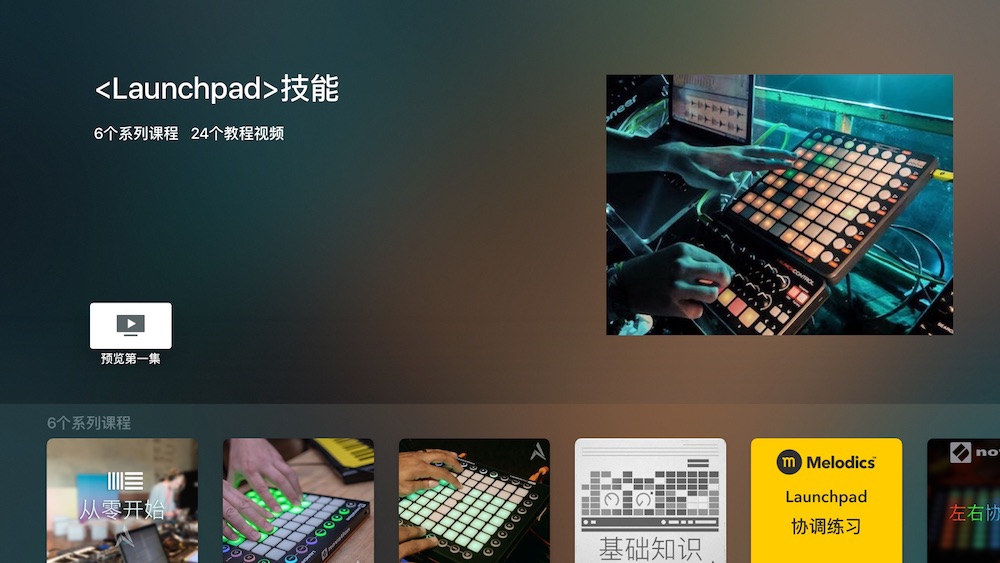 <Launchpad>技能
6个系列课程 24个教程视频
预览第一集
6个系列课程
从零开始
基础知识
Melodics
Launchpad
协调练习
左右协